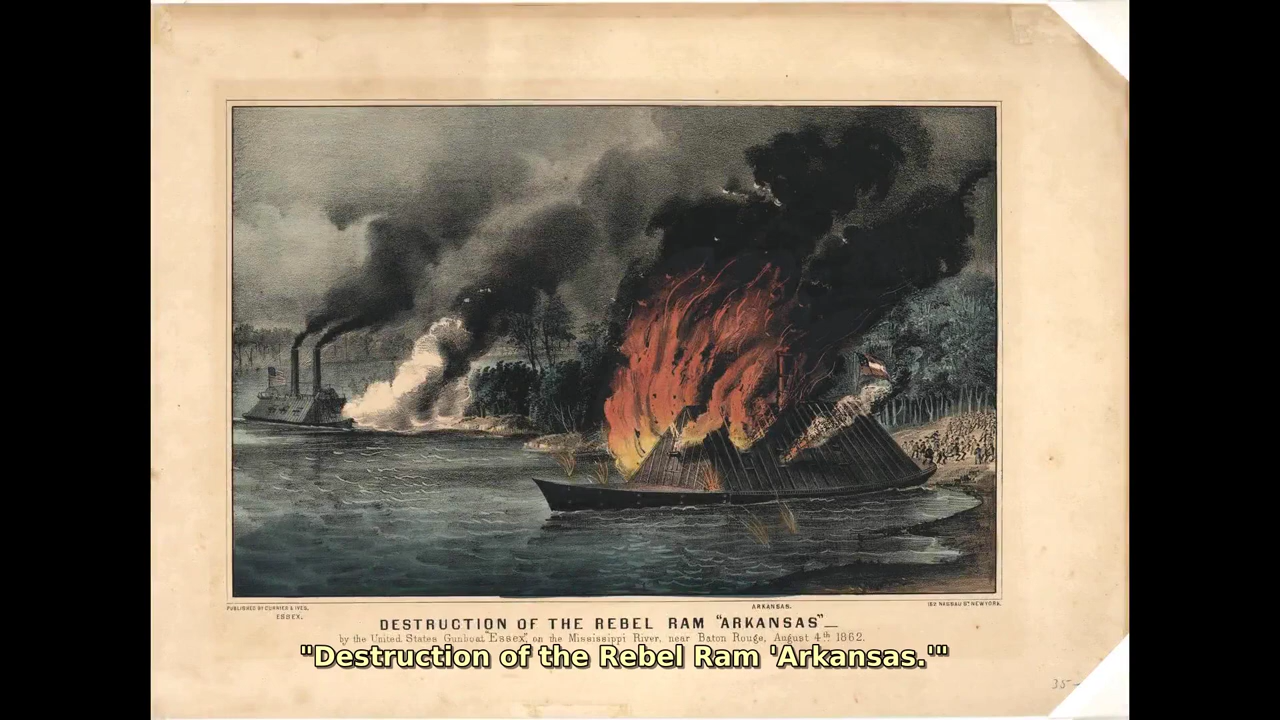 PUBLISHED BY CURRIER & IVES,
ARKANSAS.
152 NASSAU ST. NEW YORK.
ESSEX.
DESTRUCTION OF THE REBEL RAM "ARKANSAS"—
by the United States Gunboat "Essex", on the Mississippi River, near Baton Rouge, August 4th 1862.
"Destruction of the Rebel Ram 'Arkansas.'"
35—